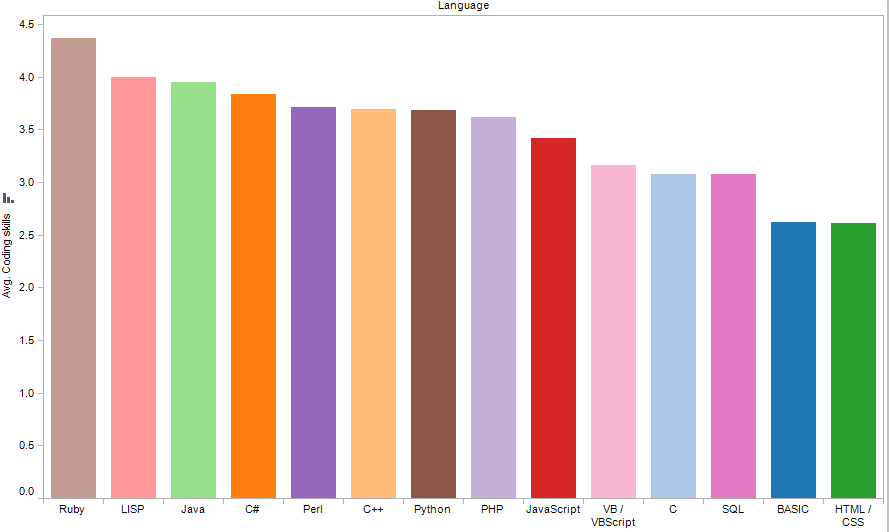 Language
Avg. Coding skills
4.5
4.0
3.5
3.0
2.5
2.0
1.5
1.0
0.5
0.0
Ruby
LISP
Java
C#
Perl
C++
Python
PHP
JavaScript
VB /
VBScript
C
SQL
BASIC
HTML /
CSS